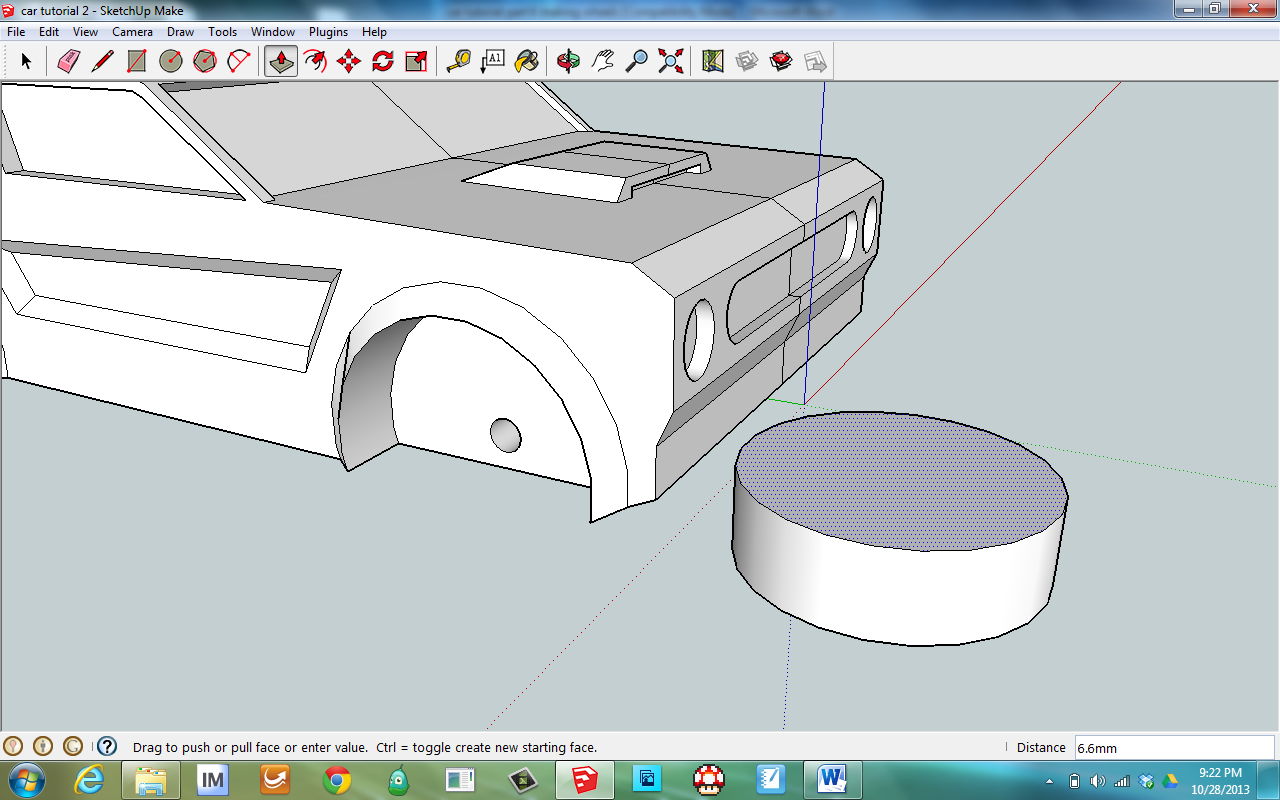 car tutorial 2 - SketchUp Make
File Edit View Camera Draw Tools Window Plugins Help
A1
Drag to push or pull face or enter value. Ctrl = toggle create new starting face.
Distance 6.6mm
IM
W
9:22 PM
10/28/2013